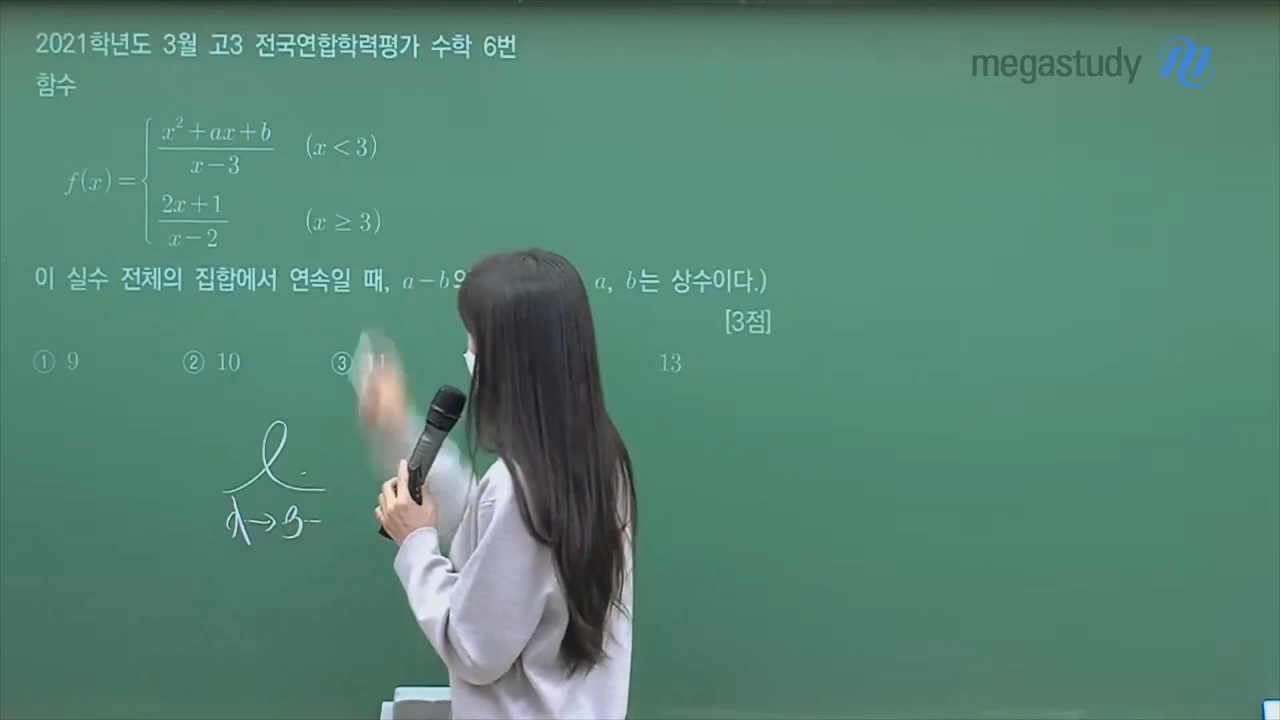 2021학년도 3월 고3 전국연합학력평가 수학 6번
megastudy
함수
f(x)={ (x²+ax+b)/(x−3) (x<3)
(2x+1)/(x−2) (x≥3)
이 실수 전체의 집합에서 연속일 때, a−b a, b는 상수이다.)
[3점]
① 9 ② 10 ③ 11 13
x→3−